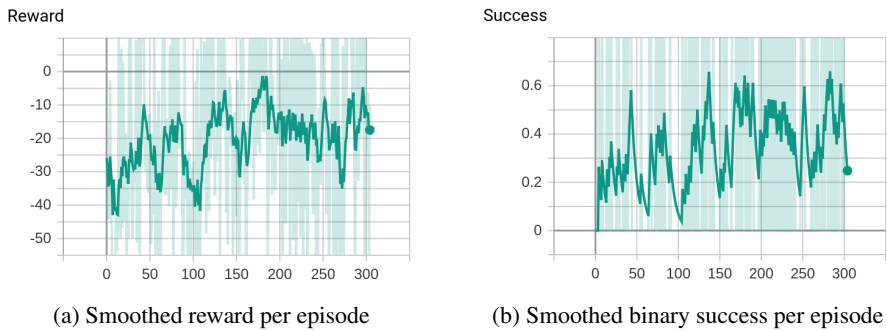 Reward
0
-10
-20
-30
-40
-50
0 50 100 150 200 250 300
(a) Smoothed reward per episode
Success
0.6
0.4
0.2
0
0 50 100 150 200 250 300
(b) Smoothed binary success per episode